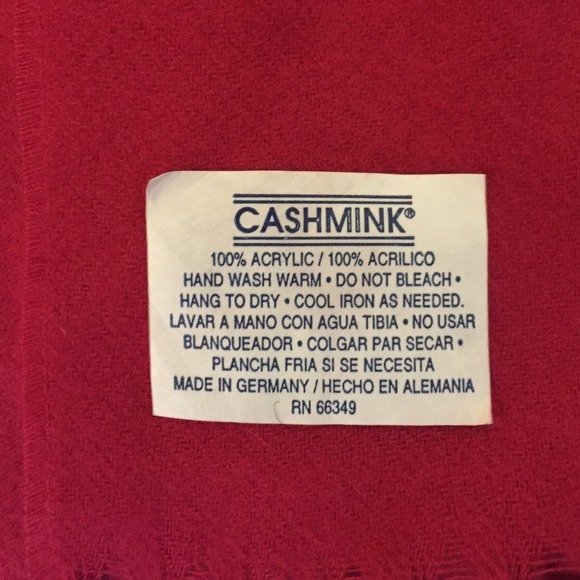 CASHMINK®
100% ACRYLIC / 100% ACRILICO
HAND WASH WARM • DO NOT BLEACH •
HANG TO DRY • COOL IRON AS NEEDED.
LAVAR A MANO CON AGUA TIBIA • NO USAR
BLANQUEADOR • COLGAR PAR SECAR •
PLANCHA FRIA SI SE NECESITA
MADE IN GERMANY / HECHO EN ALEMANIA
RN 66349